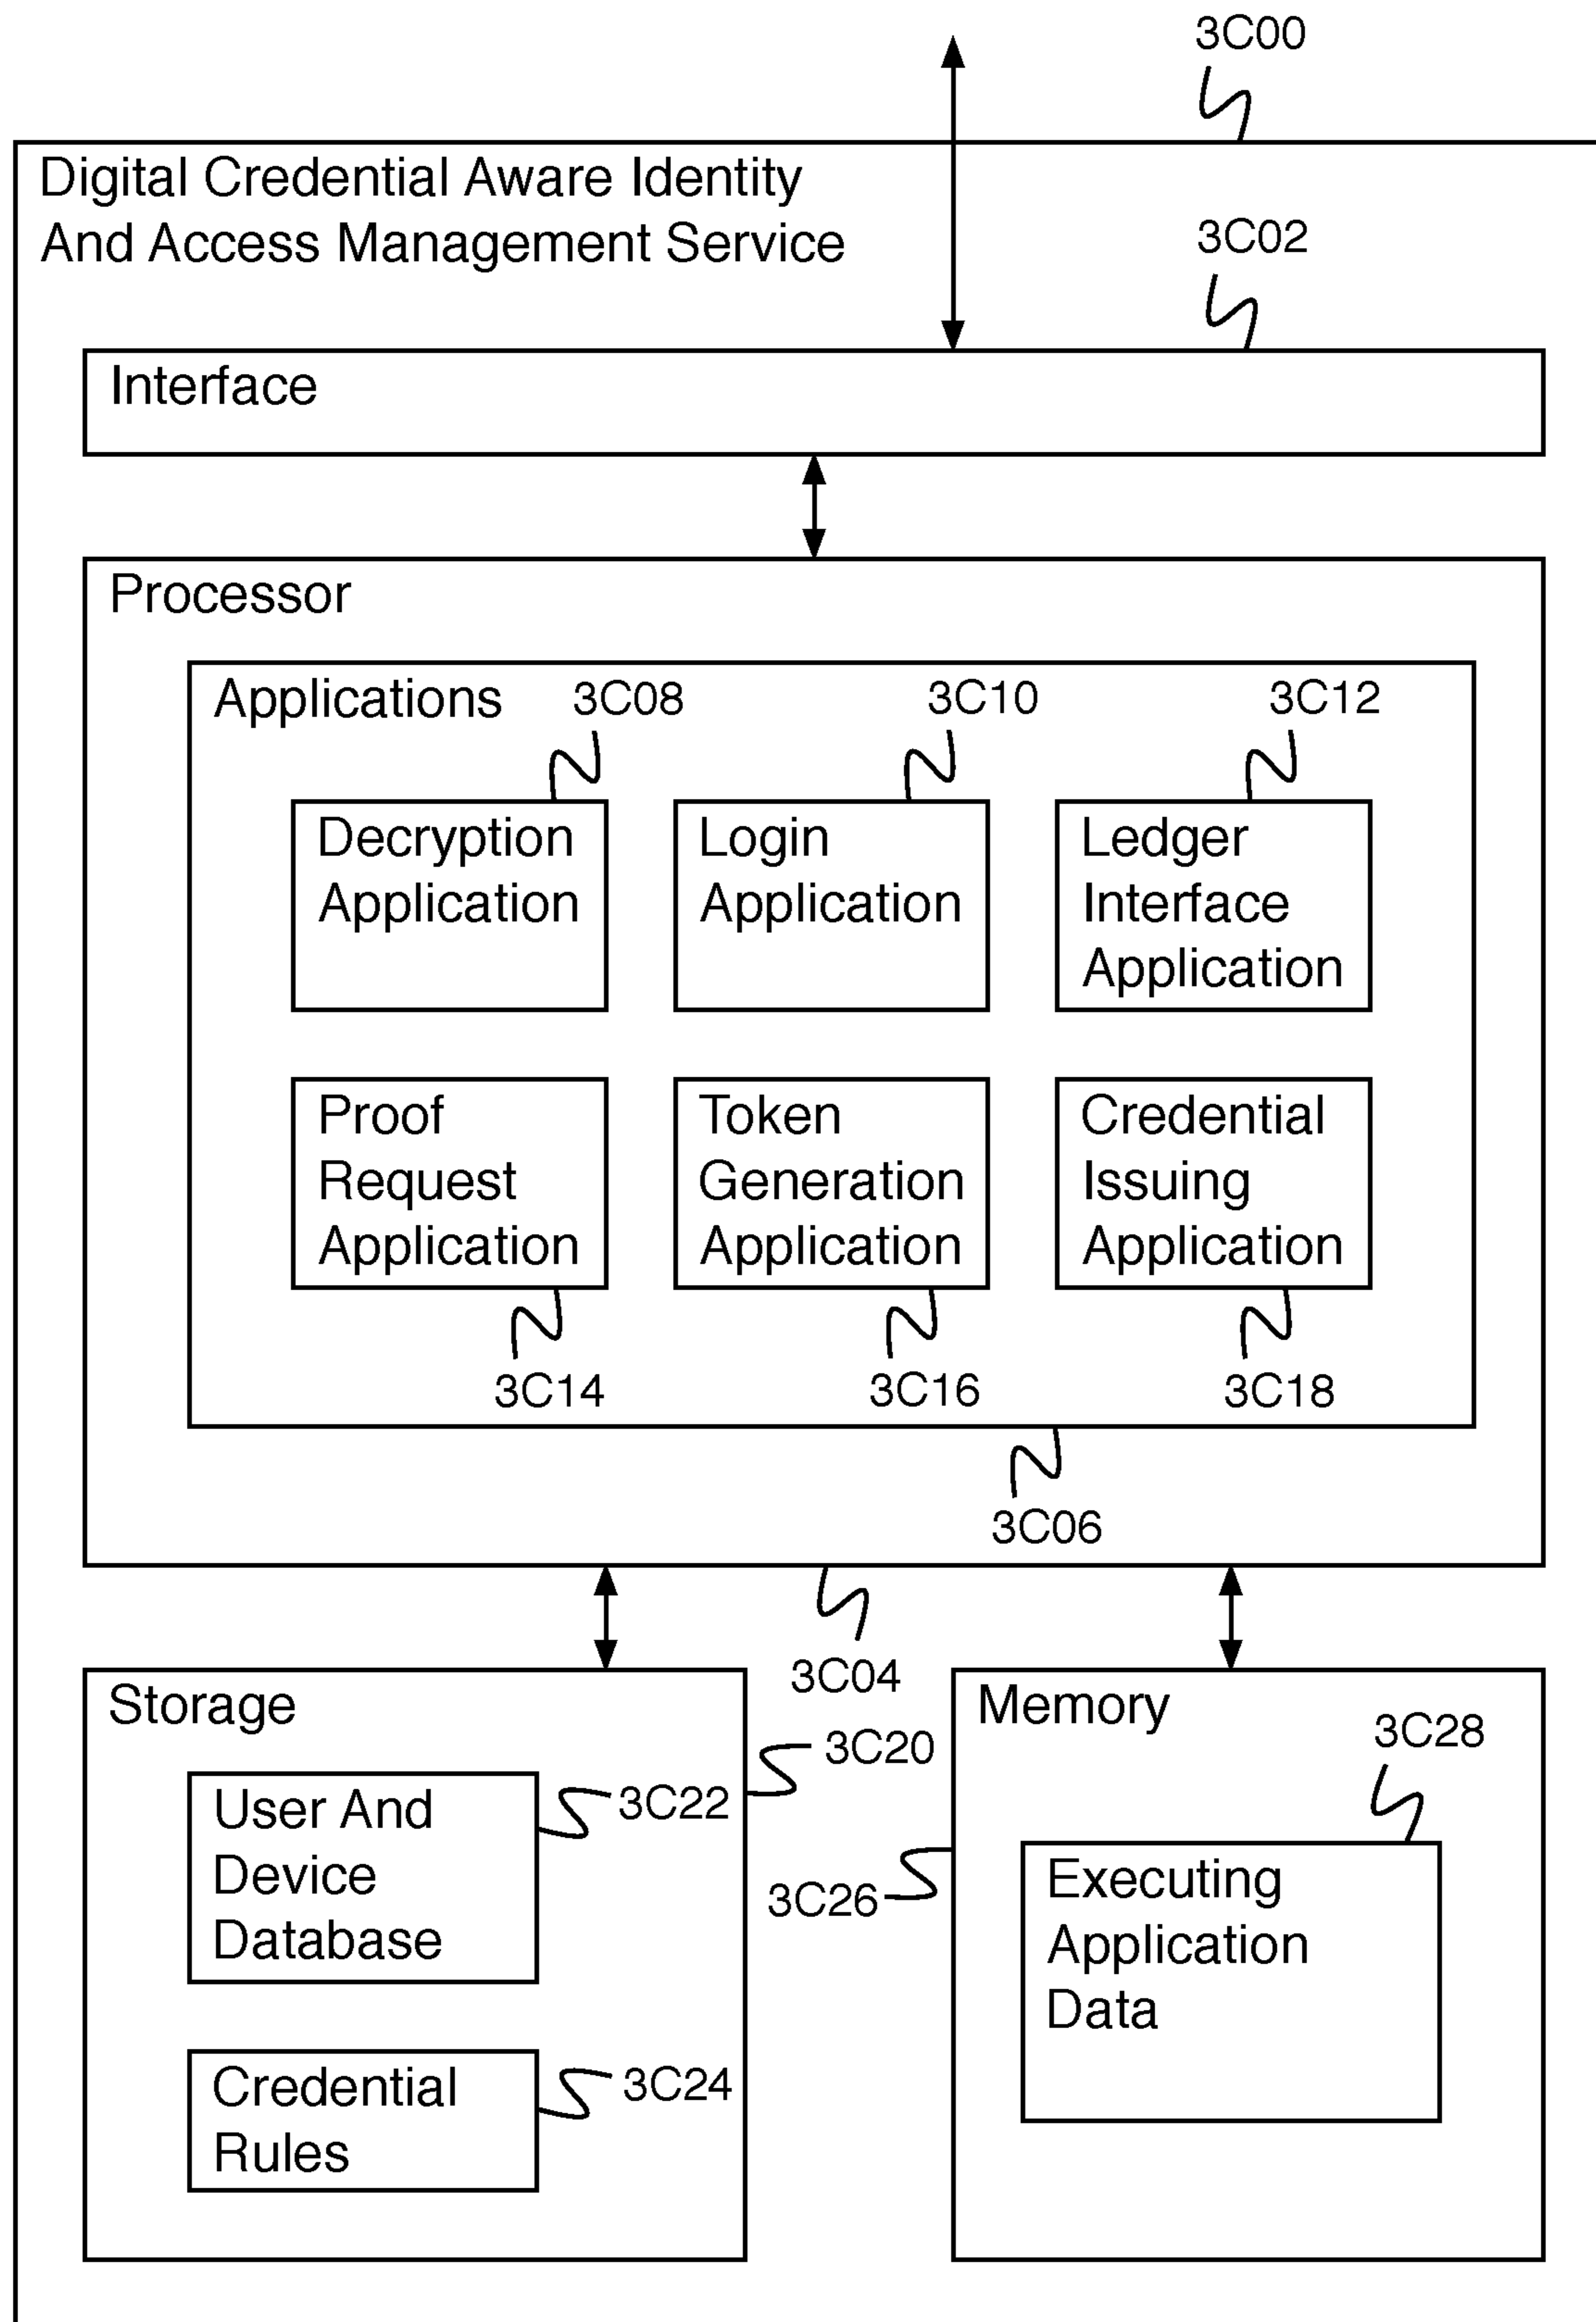 3C00
Digital Credential Aware Identity
And Access Management Service
3C02
Interface
Processor
Applications
3C08
3C10
3C12
Decryption
Application
Login
Application
Ledger
Interface
Application
Proof
Request
Application
Token
Generation
Application
Credential
Issuing
Application
3C14
3C16
3C18
3C06
3C04
Storage
3C20
User And
Device
Database
3C22
Credential
Rules
3C24
Memory
3C28
3C26
Executing
Application
Data